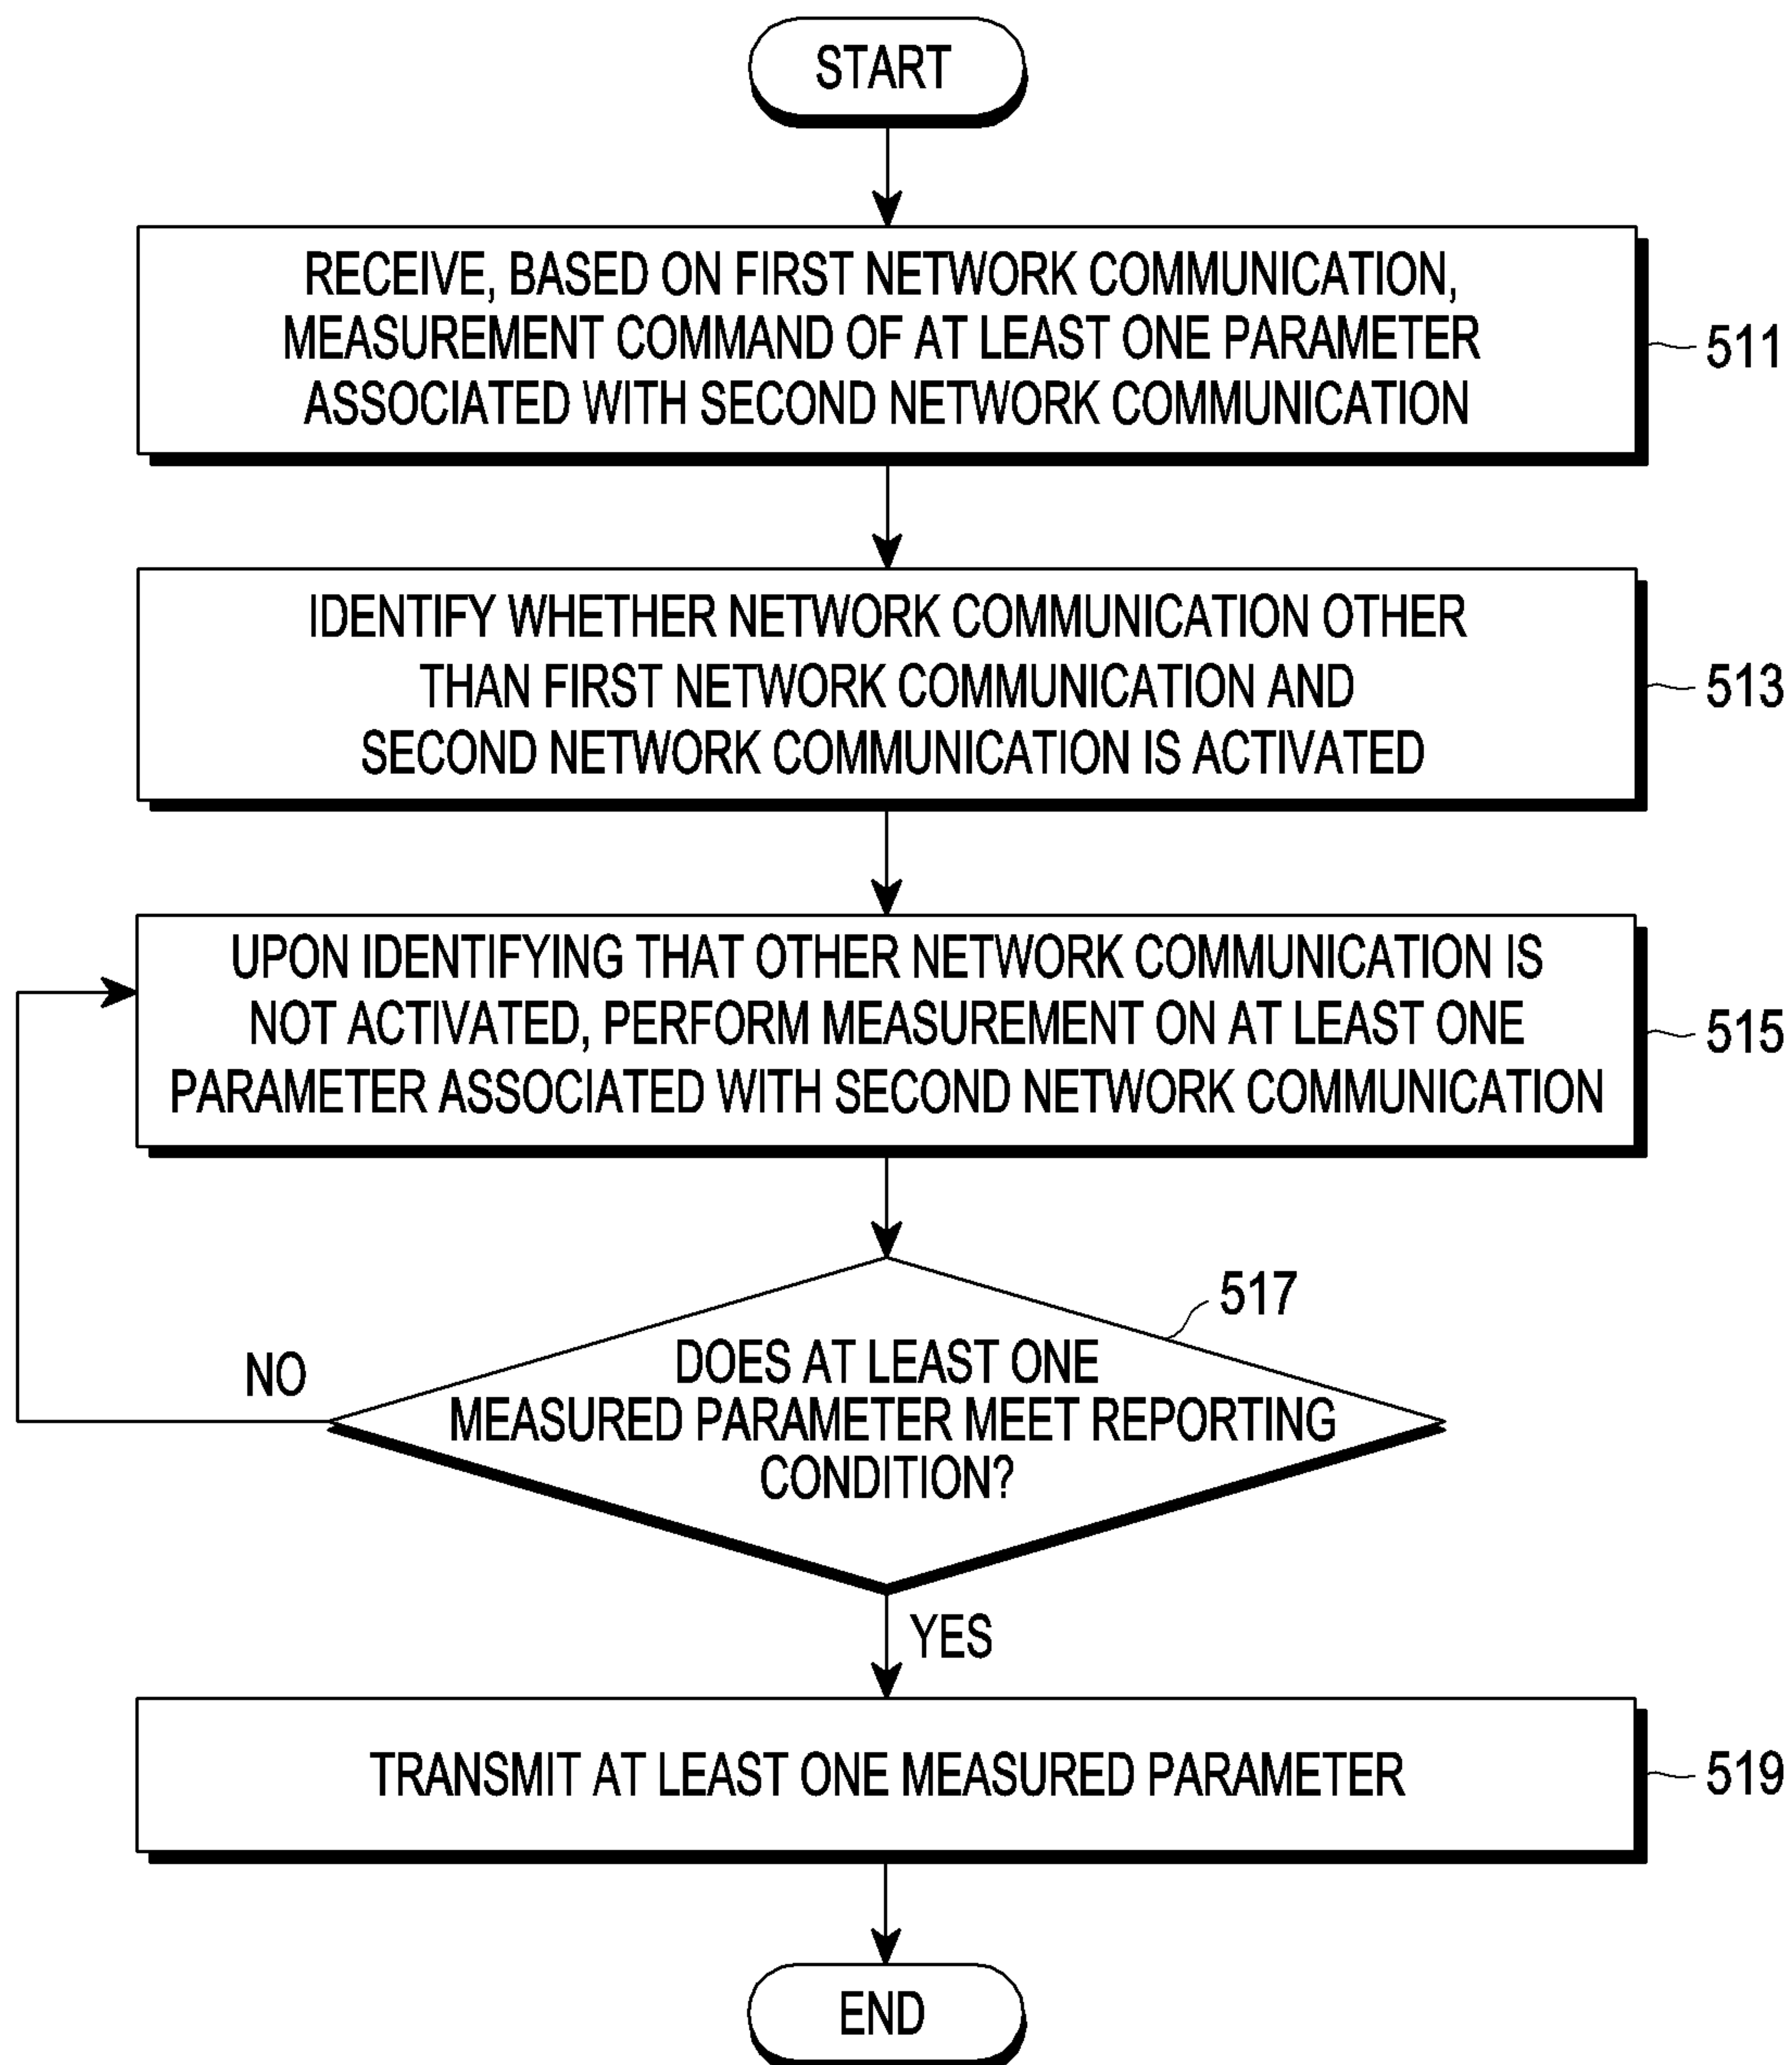 START
RECEIVE, BASED ON FIRST NETWORK COMMUNICATION,
MEASUREMENT COMMAND OF AT LEAST ONE PARAMETER
ASSOCIATED WITH SECOND NETWORK COMMUNICATION
511
IDENTIFY WHETHER NETWORK COMMUNICATION OTHER
THAN FIRST NETWORK COMMUNICATION AND
SECOND NETWORK COMMUNICATION IS ACTIVATED
513
UPON IDENTIFYING THAT OTHER NETWORK COMMUNICATION IS
NOT ACTIVATED, PERFORM MEASUREMENT ON AT LEAST ONE
PARAMETER ASSOCIATED WITH SECOND NETWORK COMMUNICATION
515
517
DOES AT LEAST ONE
MEASURED PARAMETER MEET REPORTING
CONDITION?
NO
YES
TRANSMIT AT LEAST ONE MEASURED PARAMETER
519
END